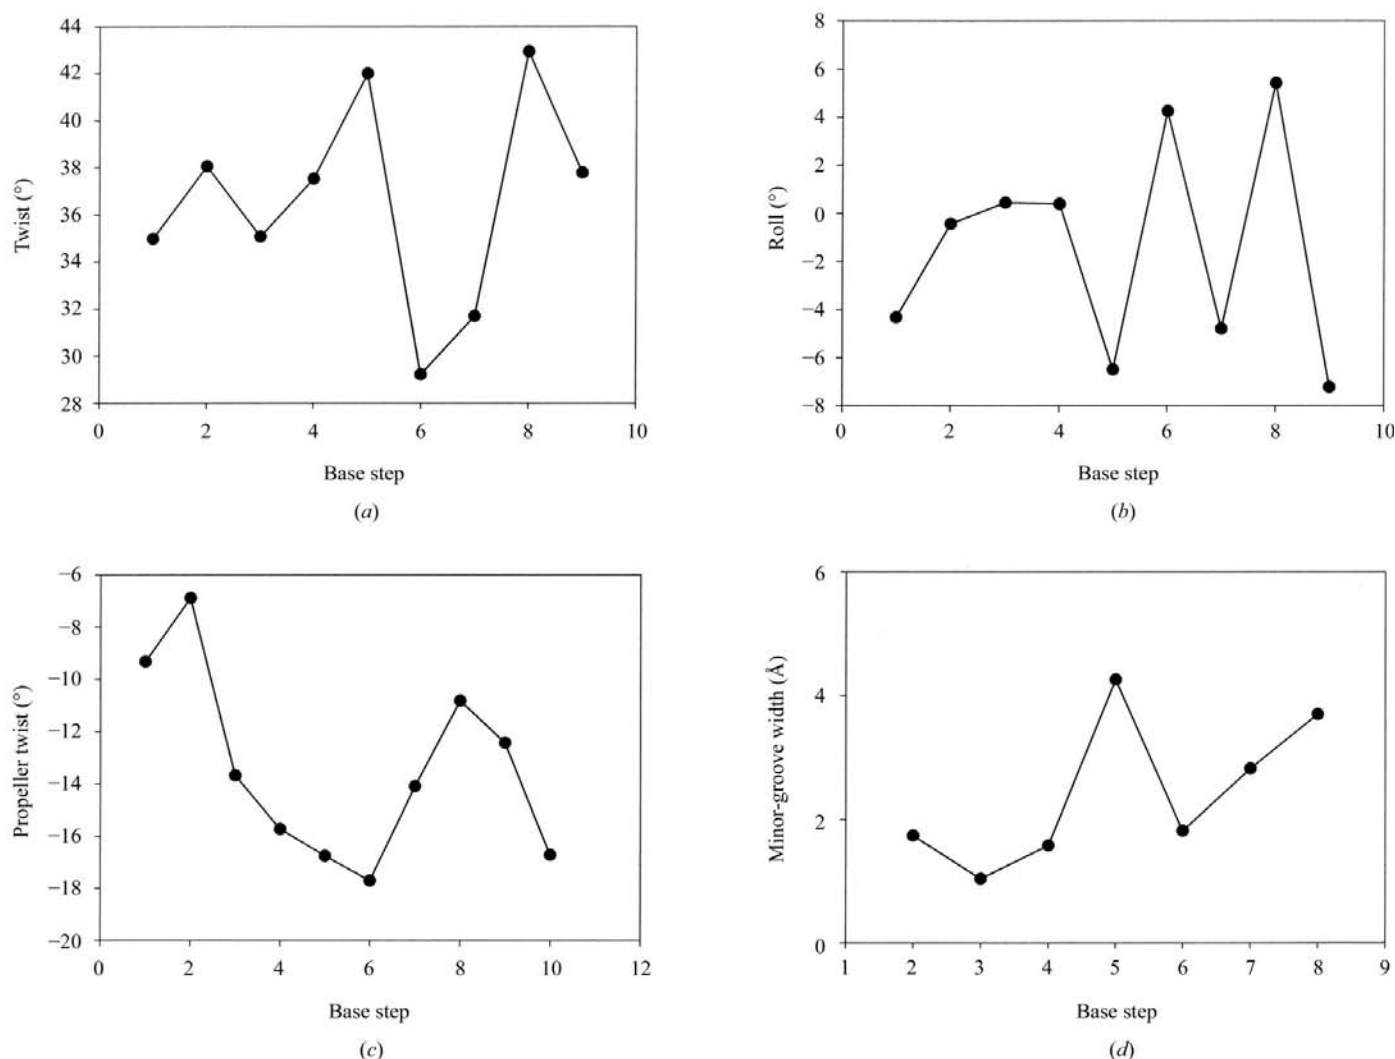 44
42
40
38
36
34
32
30
28
Twist (°)
0 2 4 6 8 10
Base step
(a)
8
6
4
2
0
−2
−4
−6
−8
Roll (°)
0 2 4 6 8 10
Base step
(b)
−6
−8
−10
−12
−14
−16
−18
−20
Propeller twist (°)
0 2 4 6 8 10 12
Base step
(c)
6
4
2
0
Minor-groove width (Å)
1 2 3 4 5 6 7 8 9
Base step
(d)